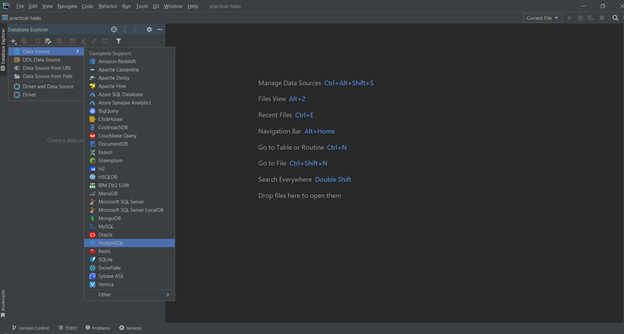 File Edit View Navigate Code Refactor Run Tools Git Window Help practical-tasks
practical-tasks
Current File
Database Explorer
Database Explorer
Data Source
DDL Data Source
Data Source from URL
Data Source from Path
Driver and Data Source
Driver
Create a data so
Complete Support
Amazon Redshift
Apache Cassandra
Apache Derby
Apache Hive
Azure SQL Database
Azure Synapse Analytics
BigQuery
ClickHouse
CockroachDB
Couchbase Query
DocumentDB
Exasol
Greenplum
H2
HSQLDB
IBM Db2 LUW
MariaDB
Microsoft SQL Server
Microsoft SQL Server LocalDB
MongoDB
MySQL
Oracle
PostgreSQL
Redis
SQLite
Snowflake
Sybase ASE
Vertica
Other
Manage Data Sources Ctrl+Alt+Shift+S
Files View Alt+2
Recent Files Ctrl+E
Navigation Bar Alt+Home
Go to Table or Routine Ctrl+N
Go to File Ctrl+Shift+N
Search Everywhere Double Shift
Drop files here to open them
Bookmarks
Version Control TODO Problems Services